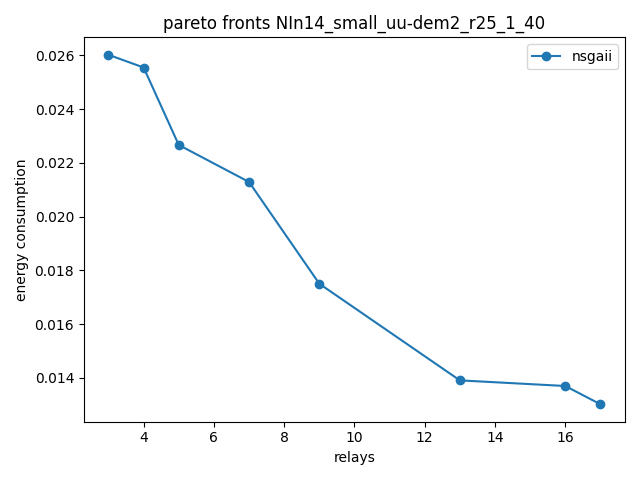 pareto fronts NIn14_small_uu-dem2_r25_1_40
nsgaii
0.026
0.024
0.022
0.020
0.018
0.016
0.014
energy consumption
4 6 8 10 12 14 16
relays